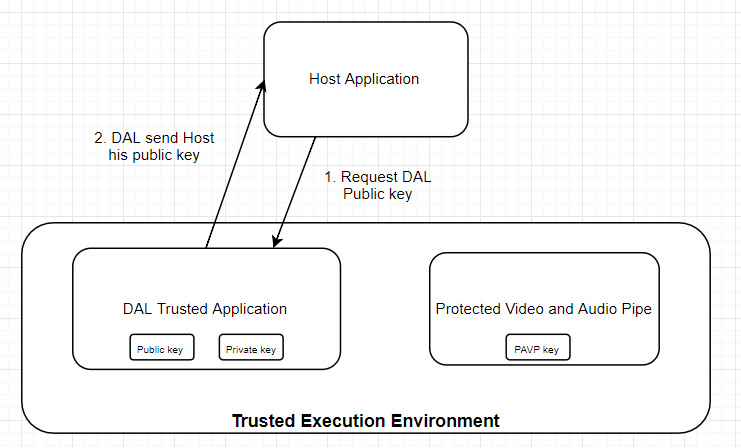 Host Application
2. DAL send Host
his public key
1. Request DAL
Public key
DAL Trusted Application
Public key
Private key
Protected Video and Audio Pipe
PAVP key
Trusted Execution Environment